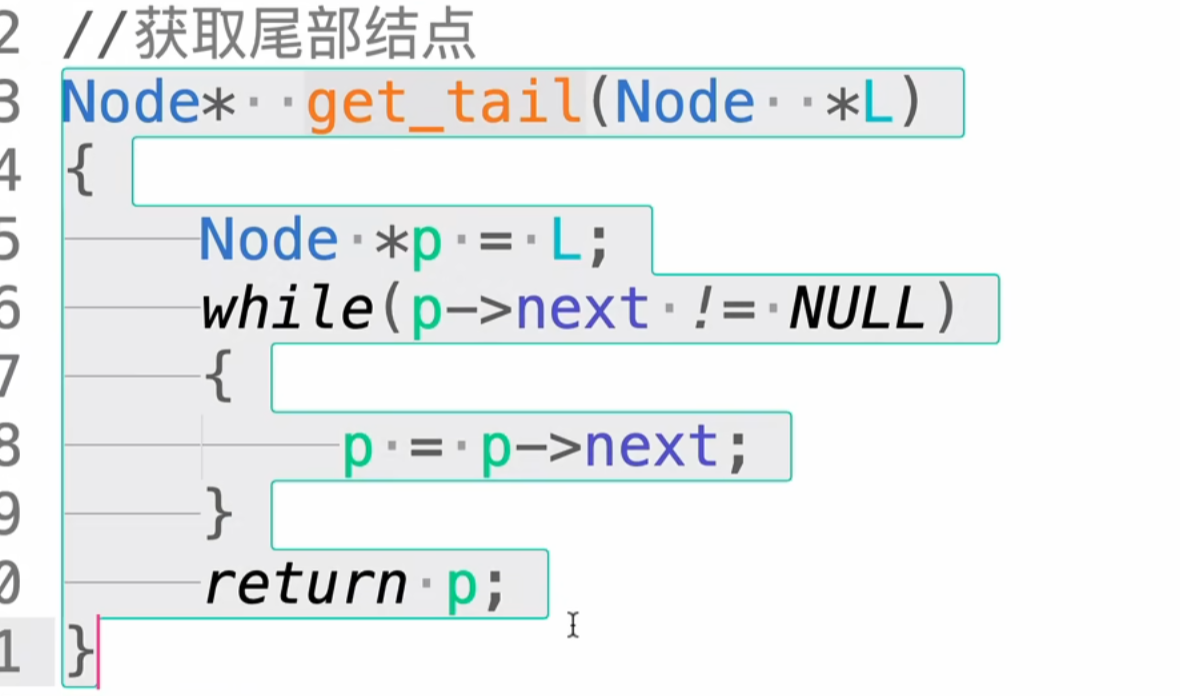 2 //获取尾部结点
3 Node*  get_tail(Node  *L)
4 {
5 Node *p = L;
6 while(p->next != NULL)
7 {
8 p = p->next;
9 }
0 return p;
1 }